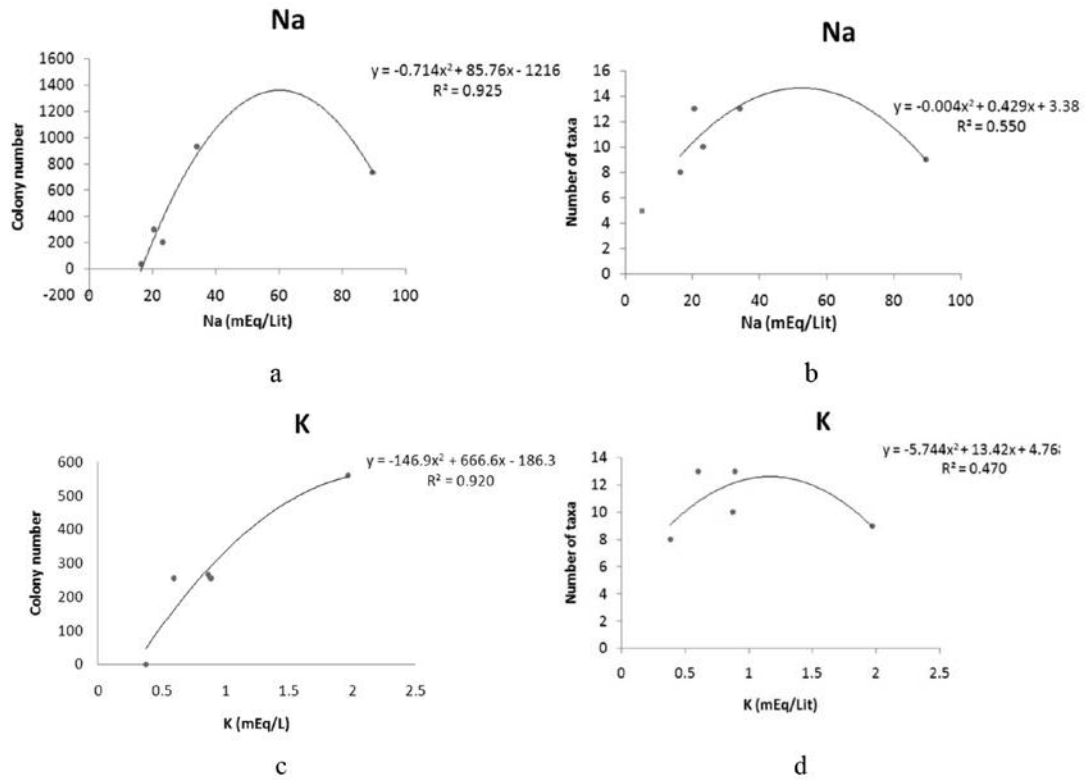 Na
y = -0.714x² + 85.76x - 1216
R² = 0.925
1600
1400
1200
1000
800
600
400
200
0
-200
0 20 40 60 80 100
Colony number
Na (mEq/Lit)
a
Na
y = -0.004x² + 0.429x + 3.38
R² = 0.550
16
14
12
10
8
6
4
2
0
0 20 40 60 80 100
Number of taxa
Na (mEq/Lit)
b
K
y = -146.9x² + 666.6x - 186.3
R² = 0.920
600
500
400
300
200
100
0
0 0.5 1 1.5 2 2.5
Colony number
K (mEq/L)
c
K
y = -5.744x² + 13.42x + 4.76
R² = 0.470
14
12
10
8
6
4
2
0
0 0.5 1 1.5 2 2.5
Number of taxa
K (mEq/Lit)
d